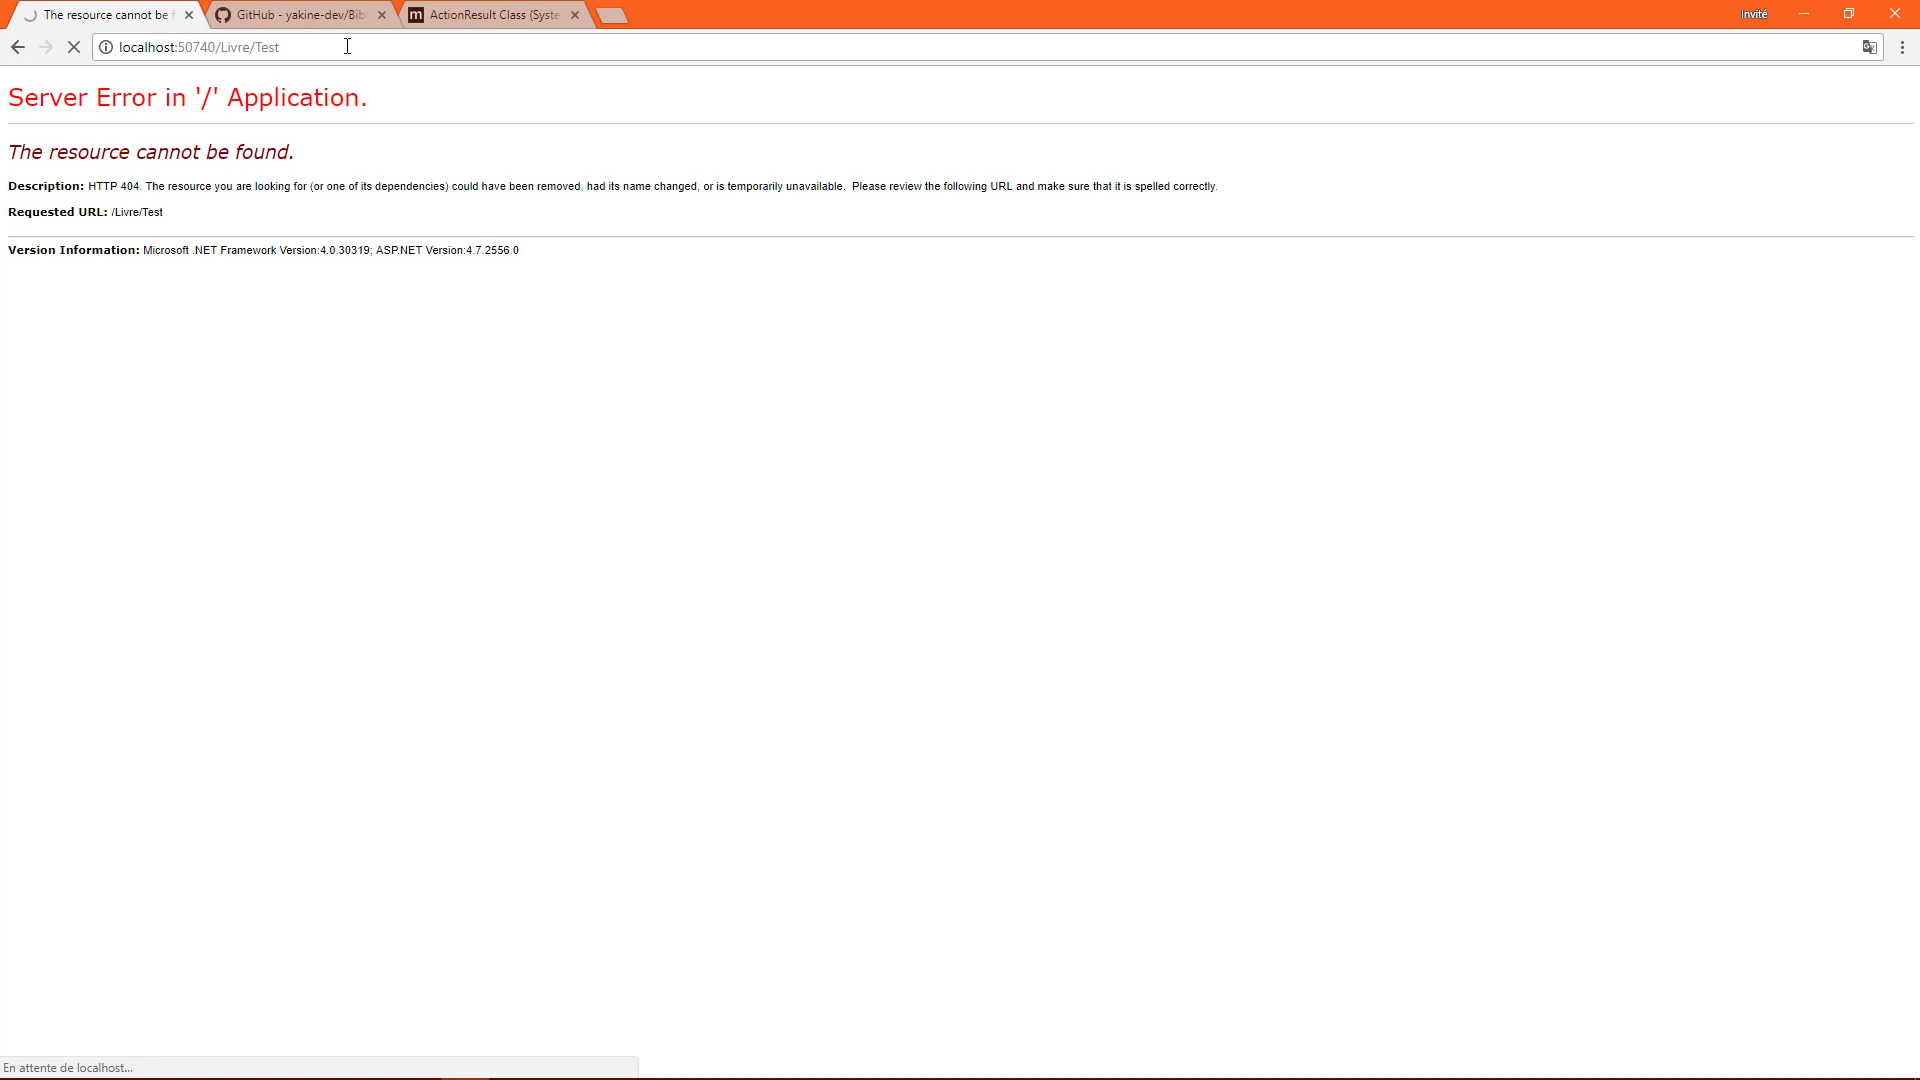 The resource cannot be f
GitHub - yakine-dev/Bib
ActionResult Class (Syste
Invité
localhost:50740/Livre/Test
Server Error in '/' Application.
The resource cannot be found.
Description: HTTP 404. The resource you are looking for (or one of its dependencies) could have been removed, had its name changed, or is temporarily unavailable. Please review the following URL and make sure that it is spelled correctly.
Requested URL: /Livre/Test
Version Information: Microsoft .NET Framework Version:4.0.30319; ASP.NET Version:4.7.2556.0
En attente de localhost...